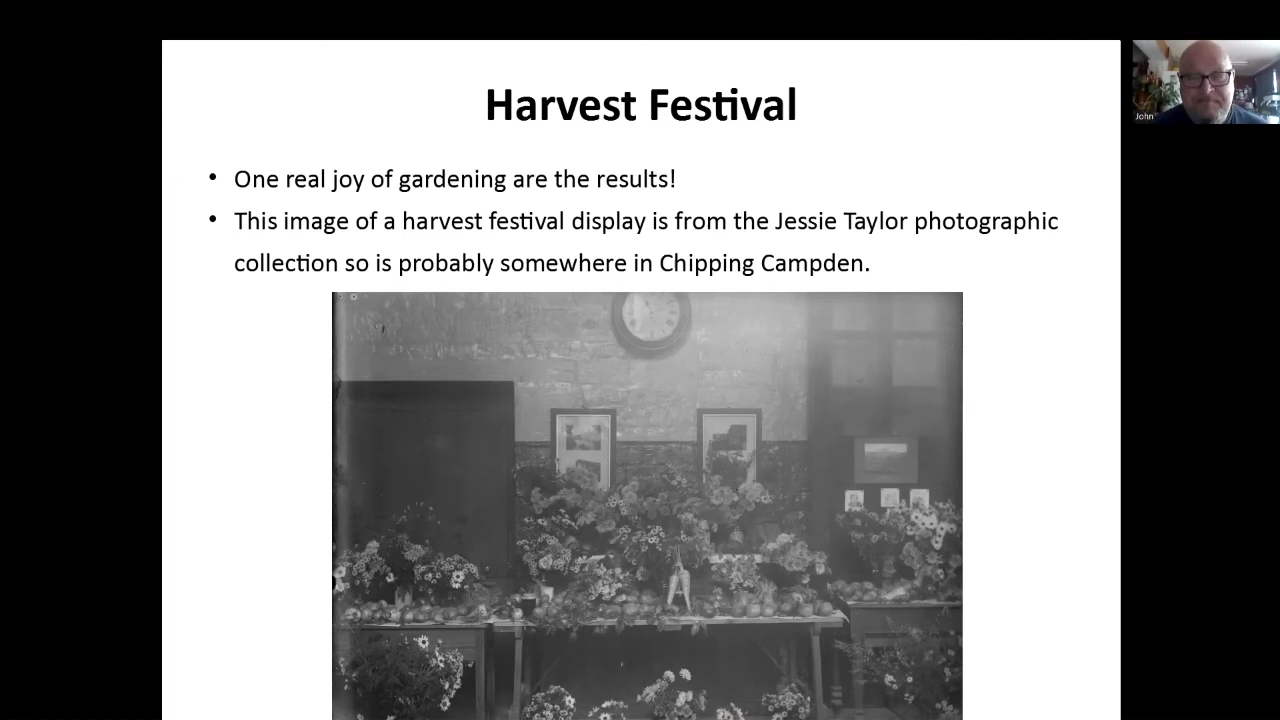 Harvest Festival
• One real joy of gardening are the results!
• This image of a harvest festival display is from the Jessie Taylor photographic
collection so is probably somewhere in Chipping Campden.
John